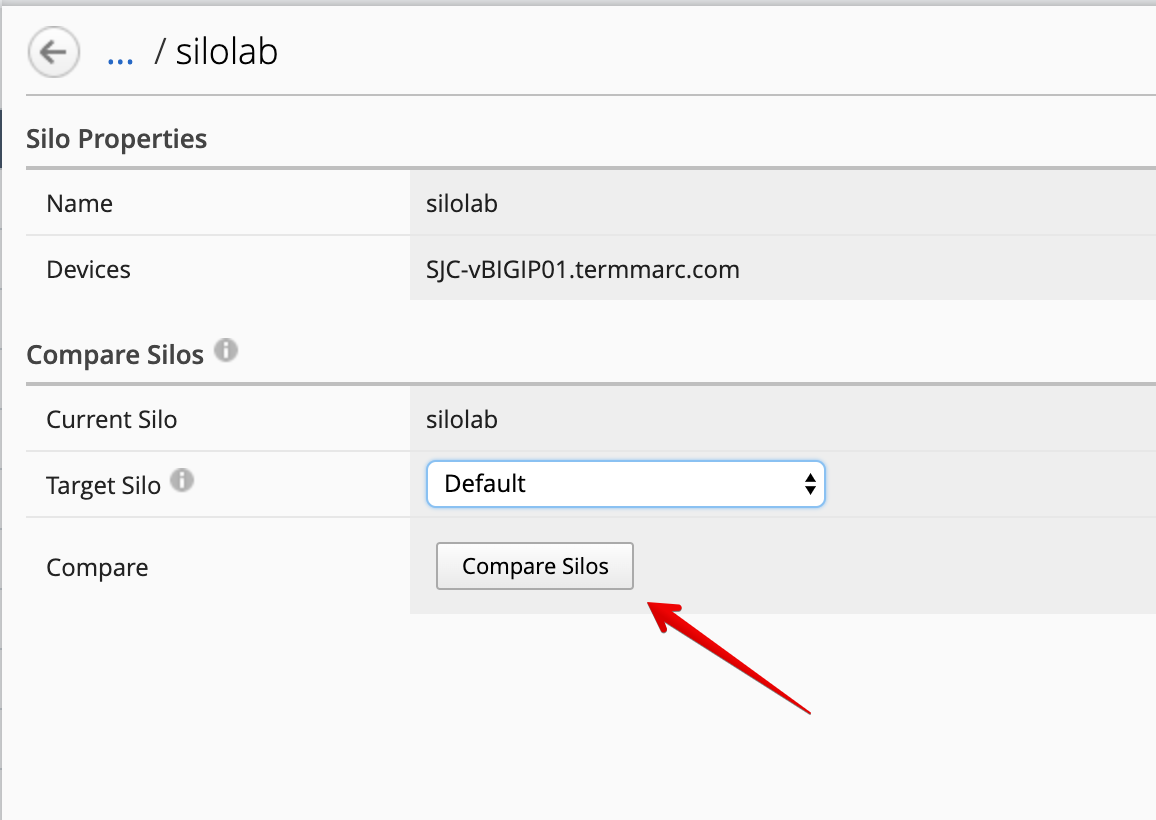 ... / silolab
Silo Properties
Name silolab
Devices SJC-vBIGIP01.termmarc.com
Compare Silos i
Current Silo silolab
Target Silo i Default
Compare Compare Silos